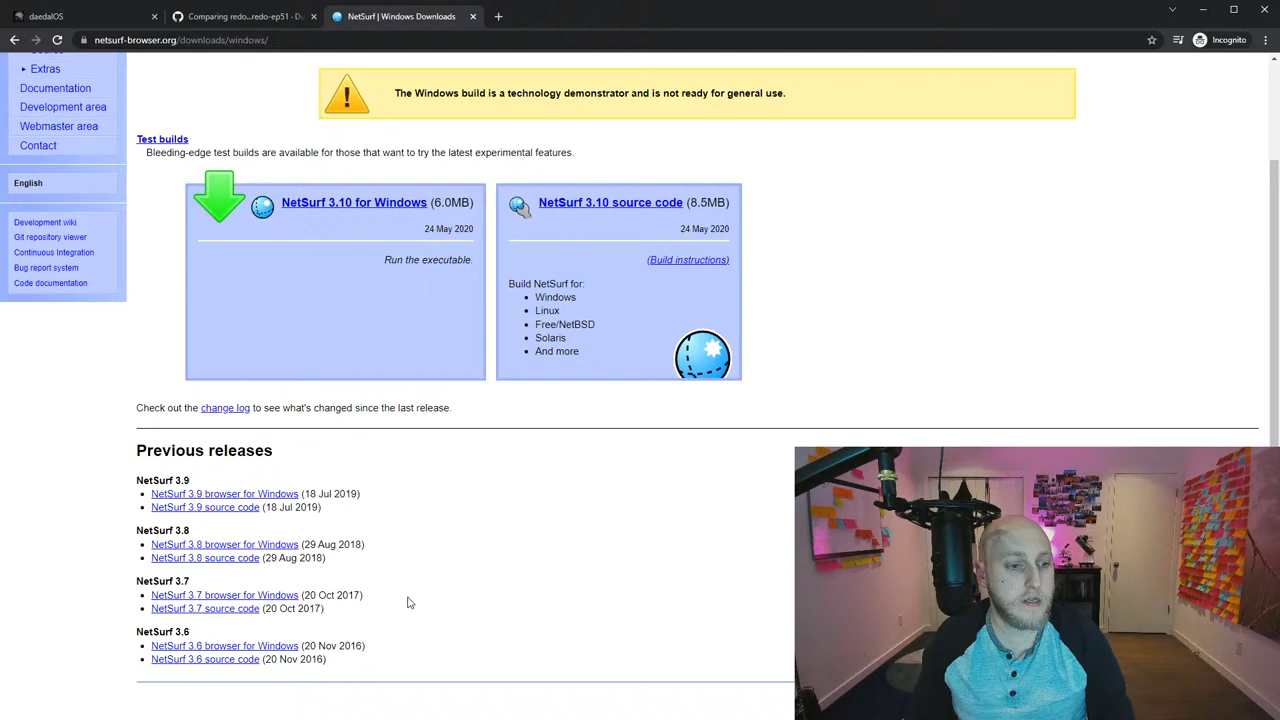 daedalOS
Comparing redo...redo-ep51 - D
NetSurf | Windows Downloads
netsurf-browser.org/downloads/windows/
Incognito
Extras
Documentation
Development area
Webmaster area
Contact
English
Development wiki
Git repository viewer
Continuous Integration
Bug report system
Code documentation
The Windows build is a technology demonstrator and is not ready for general use.
Test builds
Bleeding-edge test builds are available for those that want to try the latest experimental features.
NetSurf 3.10 for Windows (6.0MB)
24 May 2020
Run the executable.
NetSurf 3.10 source code (8.5MB)
24 May 2020
(Build instructions)
Build NetSurf for:
Windows
Linux
Free/NetBSD
Solaris
And more
Check out the change log to see what's changed since the last release.
Previous releases
NetSurf 3.9
NetSurf 3.9 browser for Windows (18 Jul 2019)
NetSurf 3.9 source code (18 Jul 2019)
NetSurf 3.8
NetSurf 3.8 browser for Windows (29 Aug 2018)
NetSurf 3.8 source code (29 Aug 2018)
NetSurf 3.7
NetSurf 3.7 browser for Windows (20 Oct 2017)
NetSurf 3.7 source code (20 Oct 2017)
NetSurf 3.6
NetSurf 3.6 browser for Windows (20 Nov 2016)
NetSurf 3.6 source code (20 Nov 2016)